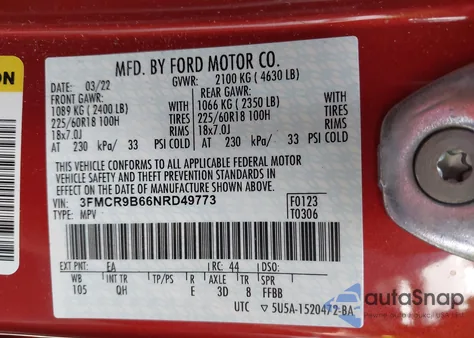 MFD. BY FORD MOTOR CO.
DATE: 03/22 GVWR: 2100 KG ( 4630 LB)
FRONT GAWR: REAR GAWR:
1089 KG ( 2400 LB) WITH 1066 KG ( 2350 LB) WITH
225/60R18 100H TIRES 225/60R18 100H TIRES
18x7.0J RIMS 18x7.0J RIMS
AT 230 kPa/ 33 PSI COLD AT 230 kPa/ 33 PSI COLD
THIS VEHICLE CONFORMS TO ALL APPLICABLE FEDERAL MOTOR
VEHICLE SAFETY AND THEFT PREVENTION STANDARDS IN
EFFECT ON THE DATE OF MANUFACTURE SHOWN ABOVE.
VIN: 3FMCR9B66NRD49773 F0123
TYPE: MPV T0306
EXT PNT: EA RC: 44 DSO:
WB INT TR TP/PS R AXLE TR SPR
105 QH E 3D 8 FFBB
UTC ▽ 5U5A-1520472-BA
ON
autaSnap